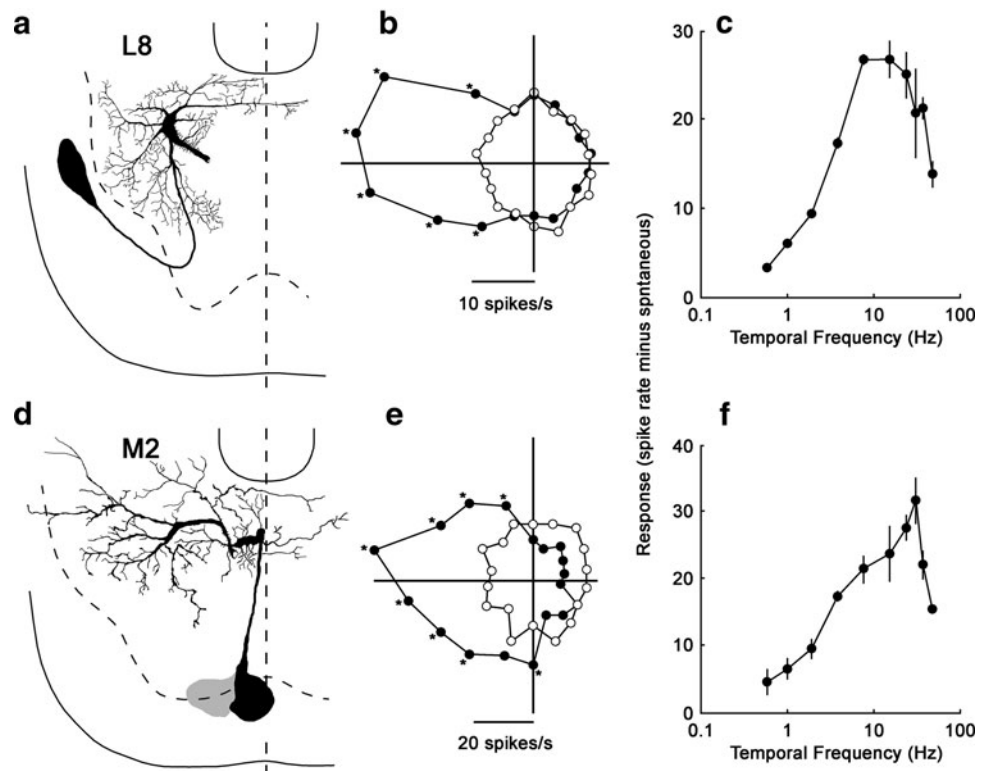 a
L8
b
10 spikes/s
c
30
20
10
0
0.1 1 10 100
Temporal Frequency (Hz)
Response (spike rate minus spntaneous)
d
M2
e
20 spikes/s
f
40
30
20
10
0
0.1 1 10 100
Temporal Frequency (Hz)